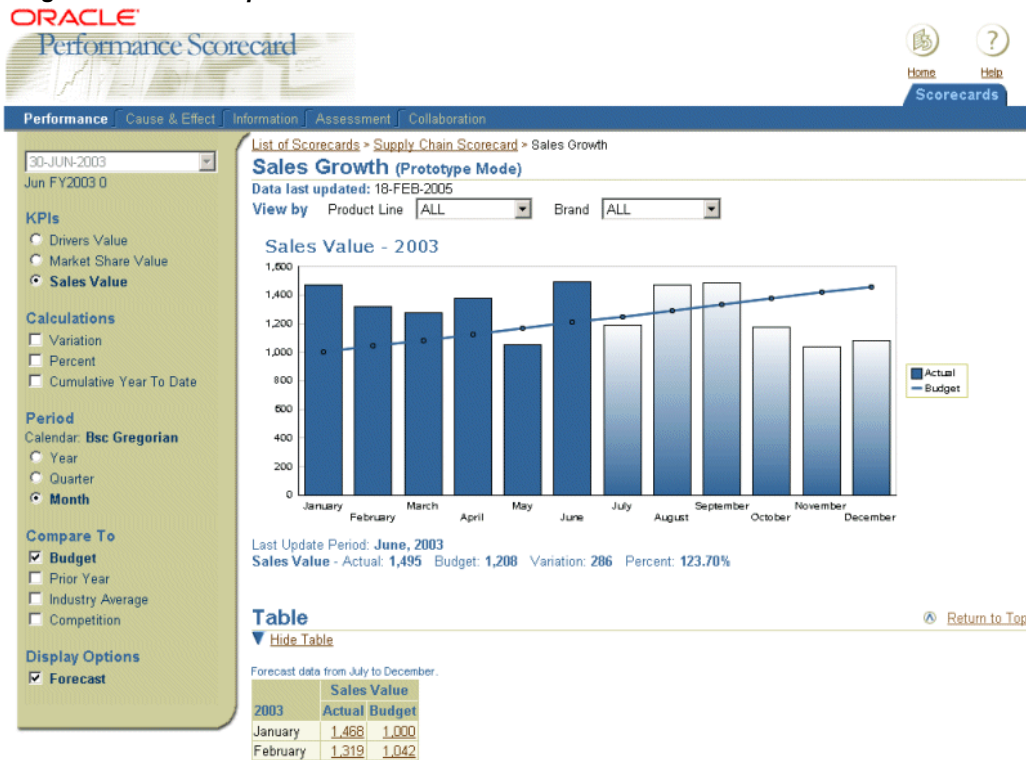 ORACLE
Performance Scorecard
Home
Help
Scorecards
Performance
Cause & Effect
Information
Assessment
Collaboration
30-JUN-2003
Jun FY2003 0
KPIs
Drivers Value
Market Share Value
Sales Value
Calculations
Variation
Percent
Cumulative Year To Date
Period
Calendar: Bsc Gregorian
Year
Quarter
Month
Compare To
Budget
Prior Year
Industry Average
Competition
Display Options
Forecast
List of Scorecards > Supply Chain Scorecard > Sales Growth
Sales Growth (Prototype Mode)
Data last updated: 18-FEB-2005
View by Product Line ALL Brand ALL
Sales Value - 2003
1,600
1,400
1,200
1,000
800
600
400
200
0
January
February
March
April
May
June
July
August
September
October
November
December
Actual
Budget
Last Update Period: June, 2003
Sales Value - Actual: 1,495 Budget: 1,208 Variation: 286 Percent: 123.70%
Table
Return to Top
Hide Table
Forecast data from July to December.
Sales Value
2003 Actual Budget
January 1,468 1,000
February 1,319 1,042